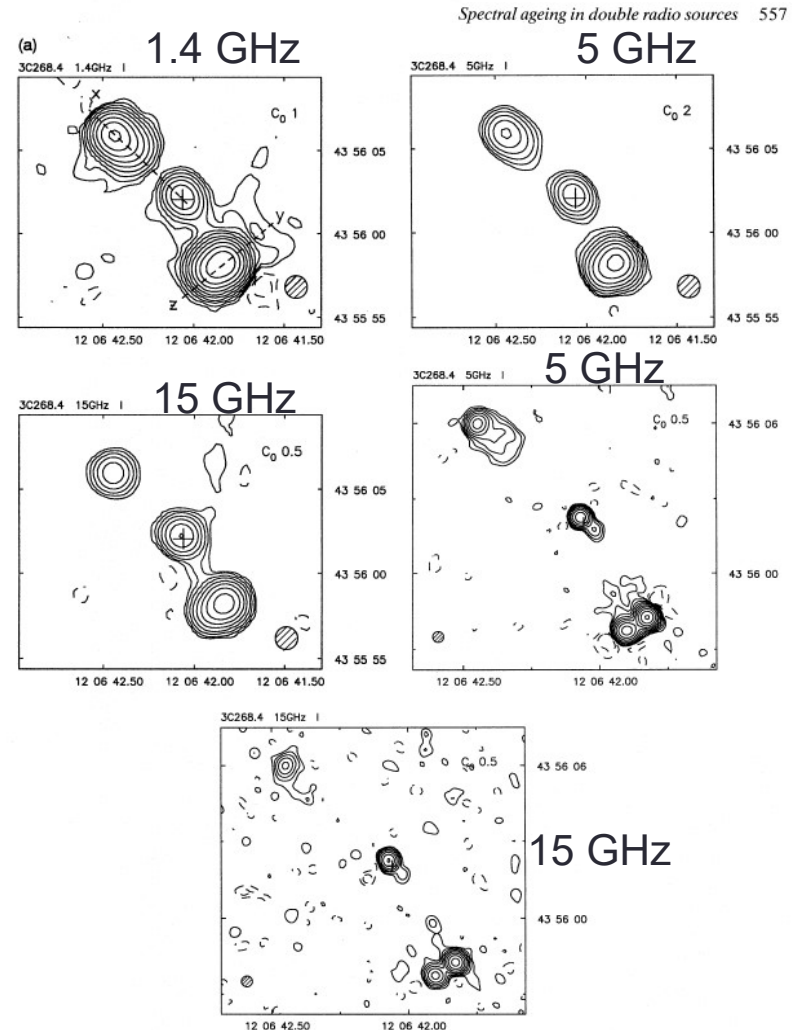 Spectral ageing in double radio sources 557
(a)
1.4 GHz
5 GHz
3C268.4 1.4GHz I
3C268.4 5GHz I
x
C₀ 1
C₀ 2
43 56 05
43 56 05
y
43 56 00
43 56 00
z
43 55 55
43 55 55
12 06 42.50 12 06 42.00 12 06 41.50
12 06 42.50 12 06 42.00 12 06 41.50
15 GHz
5 GHz
3C268.4 15GHz I
3C268.4 5GHz I
C₀ 0.5
C₀ 0.5
43 56 05
43 56 06
43 56 00
43 56 00
43 55 55
12 06 42.50 12 06 42.00 12 06 41.50
12 06 42.50 12 06 42.00
3C268.4 15GHz I
C₀ 0.5
43 56 06
15 GHz
43 56 00
12 06 42.50 12 06 42.00